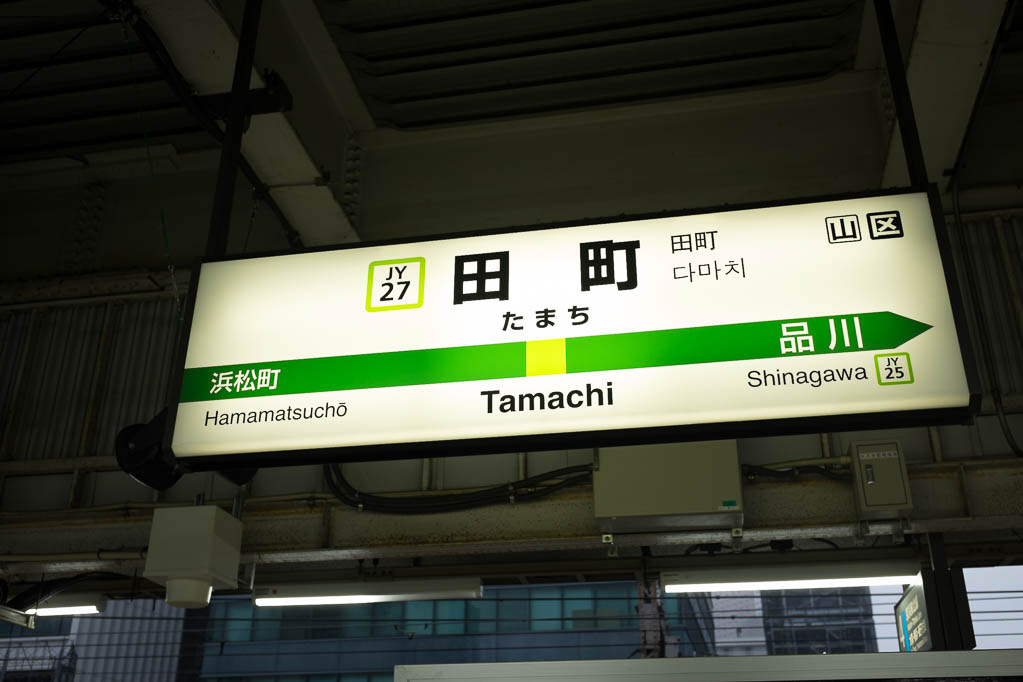 JY
27
田町
田町
다마치
山 区
たまち
浜松町
品川
Hamamatsuchō
Tamachi
Shinagawa
JY
25